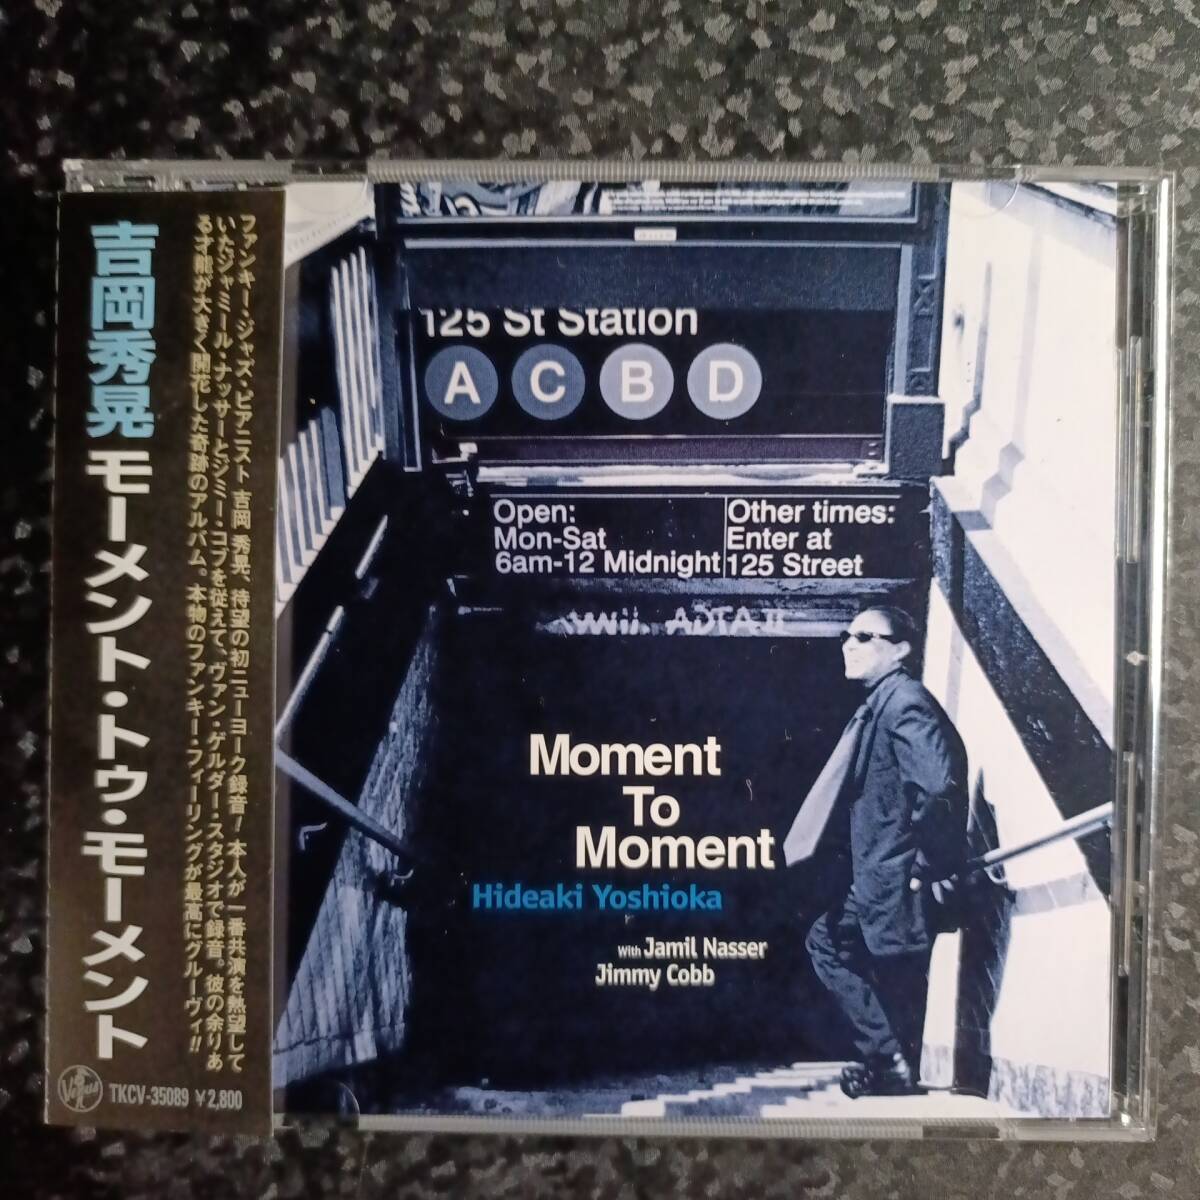 吉岡秀晃 モーメント・トゥ・モーメント
ファンキー・ジャズ・ピアニスト 吉岡 秀晃、待望の初ニューヨーク録音！本人が一番共演を熱望して
いたジャミール・ナッサーとジミー・コブを従えて、ヴァン・ゲルダー・スタジオで録音。彼の余りあ
る才能が大きく開花した奇跡のアルバム。本物のファンキー・フィーリングが最高にグルーヴィ!!
Venus
TKCV-35089 ¥2,800
125 St Station
A C B D
Open:
Mon-Sat
6am-12 Midnight
Other times:
Enter at
125 Street
Moment
To
Moment
Hideaki Yoshioka
With Jamil Nasser
Jimmy Cobb